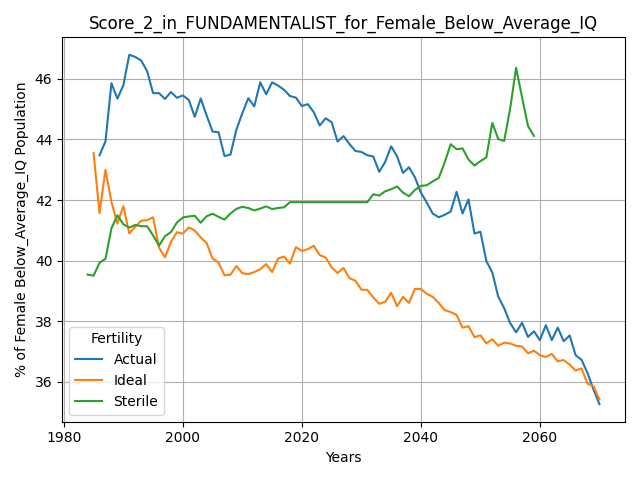 Score_2_in_FUNDAMENTALIST_for_Female_Below_Average_IQ
% of Female Below_Average_IQ Population
46
44
42
40
38
36
Fertility
Actual
Ideal
Sterile
1980
2000
2020
2040
2060
Years